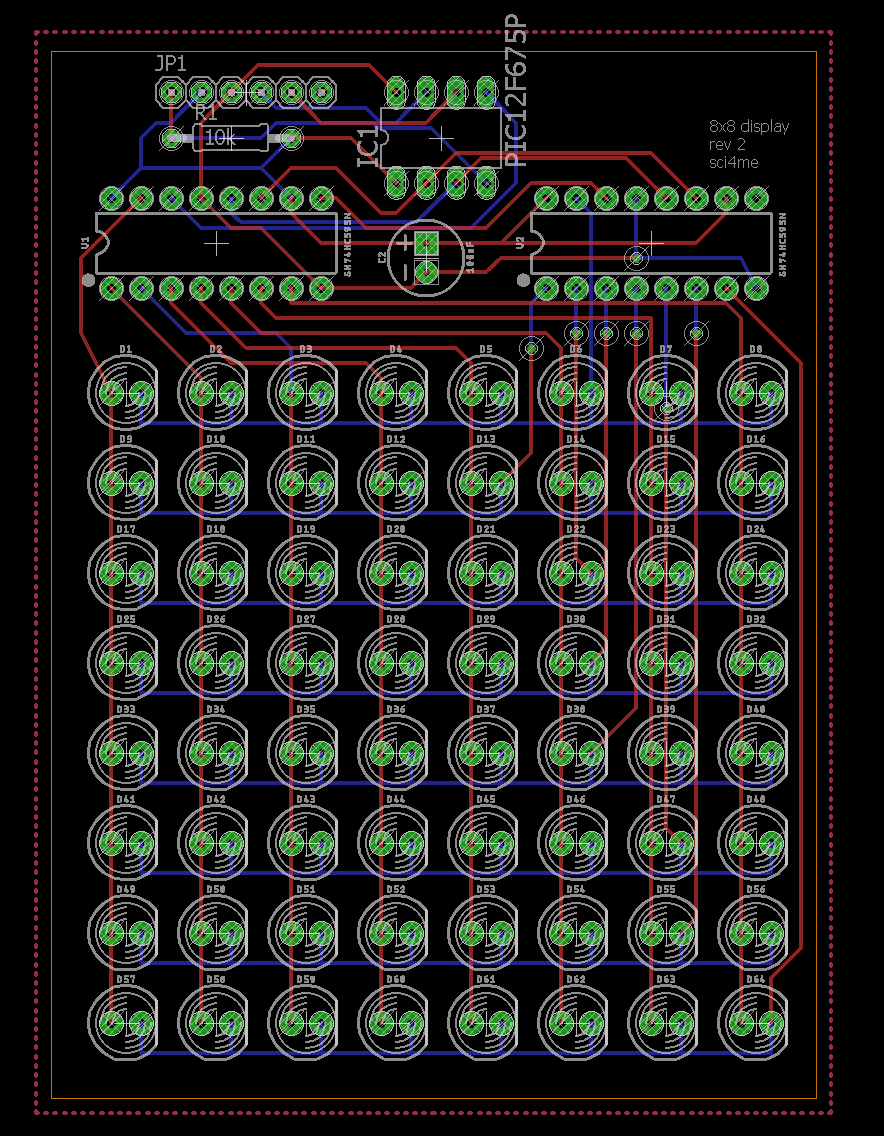 JP1
R1
10k
IC1
PIC12F675P
8x8 display
rev 2
sci4me
U1
SN74HC595N
C2
+
-
100nF
U2
SN74HC595N
D1 D2 D3 D4 D5 D6 D7 D8
D9 D10 D11 D12 D13 D14 D15 D16
D17 D18 D19 D20 D21 D22 D23 D24
D25 D26 D27 D28 D29 D30 D31 D32
D33 D34 D35 D36 D37 D38 D39 D40
D41 D42 D43 D44 D45 D46 D47 D48
D49 D50 D51 D52 D53 D54 D55 D56
D57 D58 D59 D60 D61 D62 D63 D64